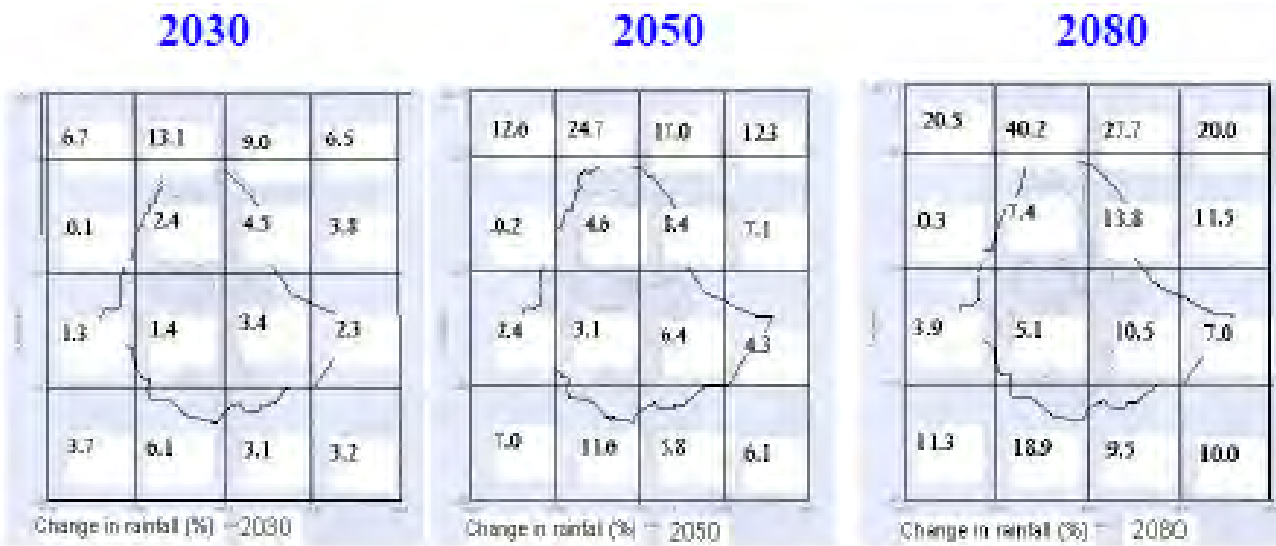 2030 2050 2080
6.7 13.1 9.0 6.5 12.6 24.7 17.0 12.3 20.5 40.2 27.7 20.0
0.1 2.4 4.5 3.8 0.2 4.6 8.4 7.1 0.3 7.4 13.8 11.5
1.3 1.4 3.4 2.3 2.4 3.1 6.4 4.3 3.9 5.1 10.5 7.0
3.7 6.1 3.1 3.2 7.0 11.6 5.8 6.1 11.3 18.9 9.5 10.0
Change in rainfall (%) - 2030 Change in rainfall (%) - 2050 Change in rainfall (%) - 2080